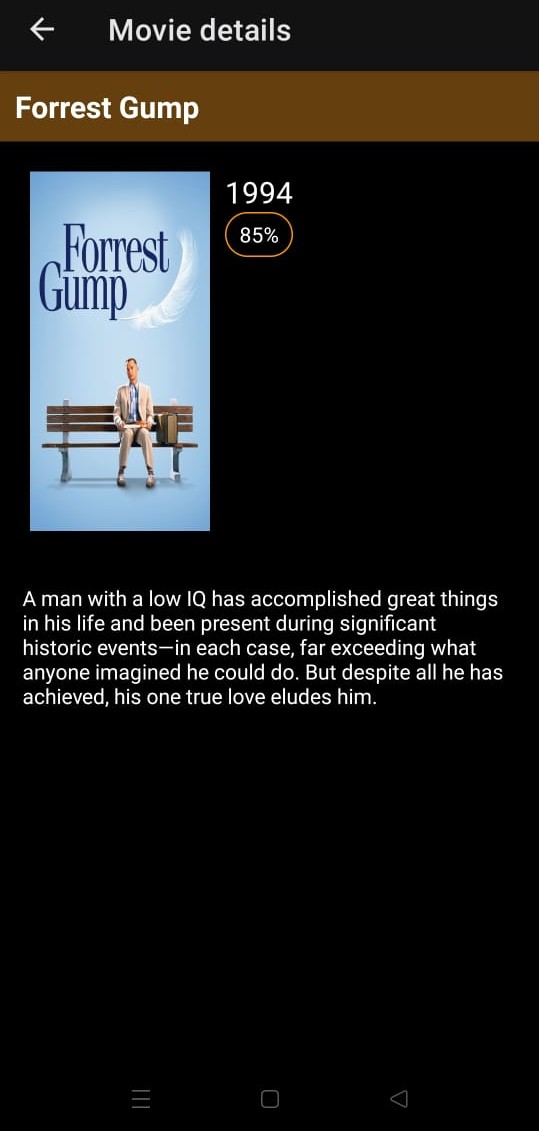 Movie details
Forrest Gump
Forrest
Gump
1994
85%
A man with a low IQ has accomplished great things
in his life and been present during significant
historic events—in each case, far exceeding what
anyone imagined he could do. But despite all he has
achieved, his one true love eludes him.